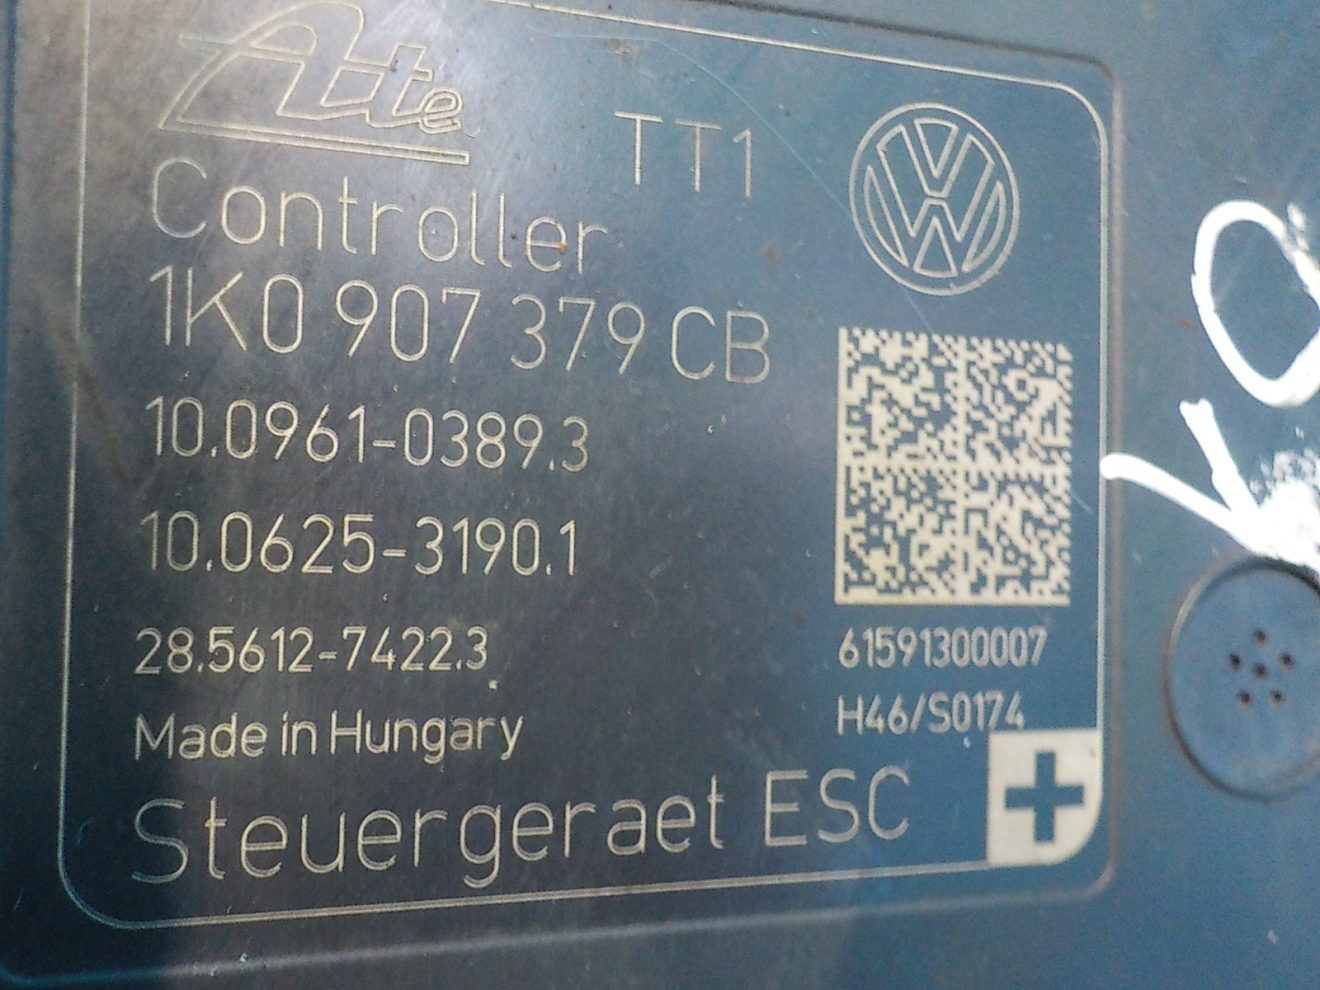 Ate
TT1
Controller
1K0 907 379 CB
10.0961-0389.3
10.0625-3190.1
28.5612-7422.3
61591300007
Made in Hungary
H46/S0174
Steuergeraet ESC